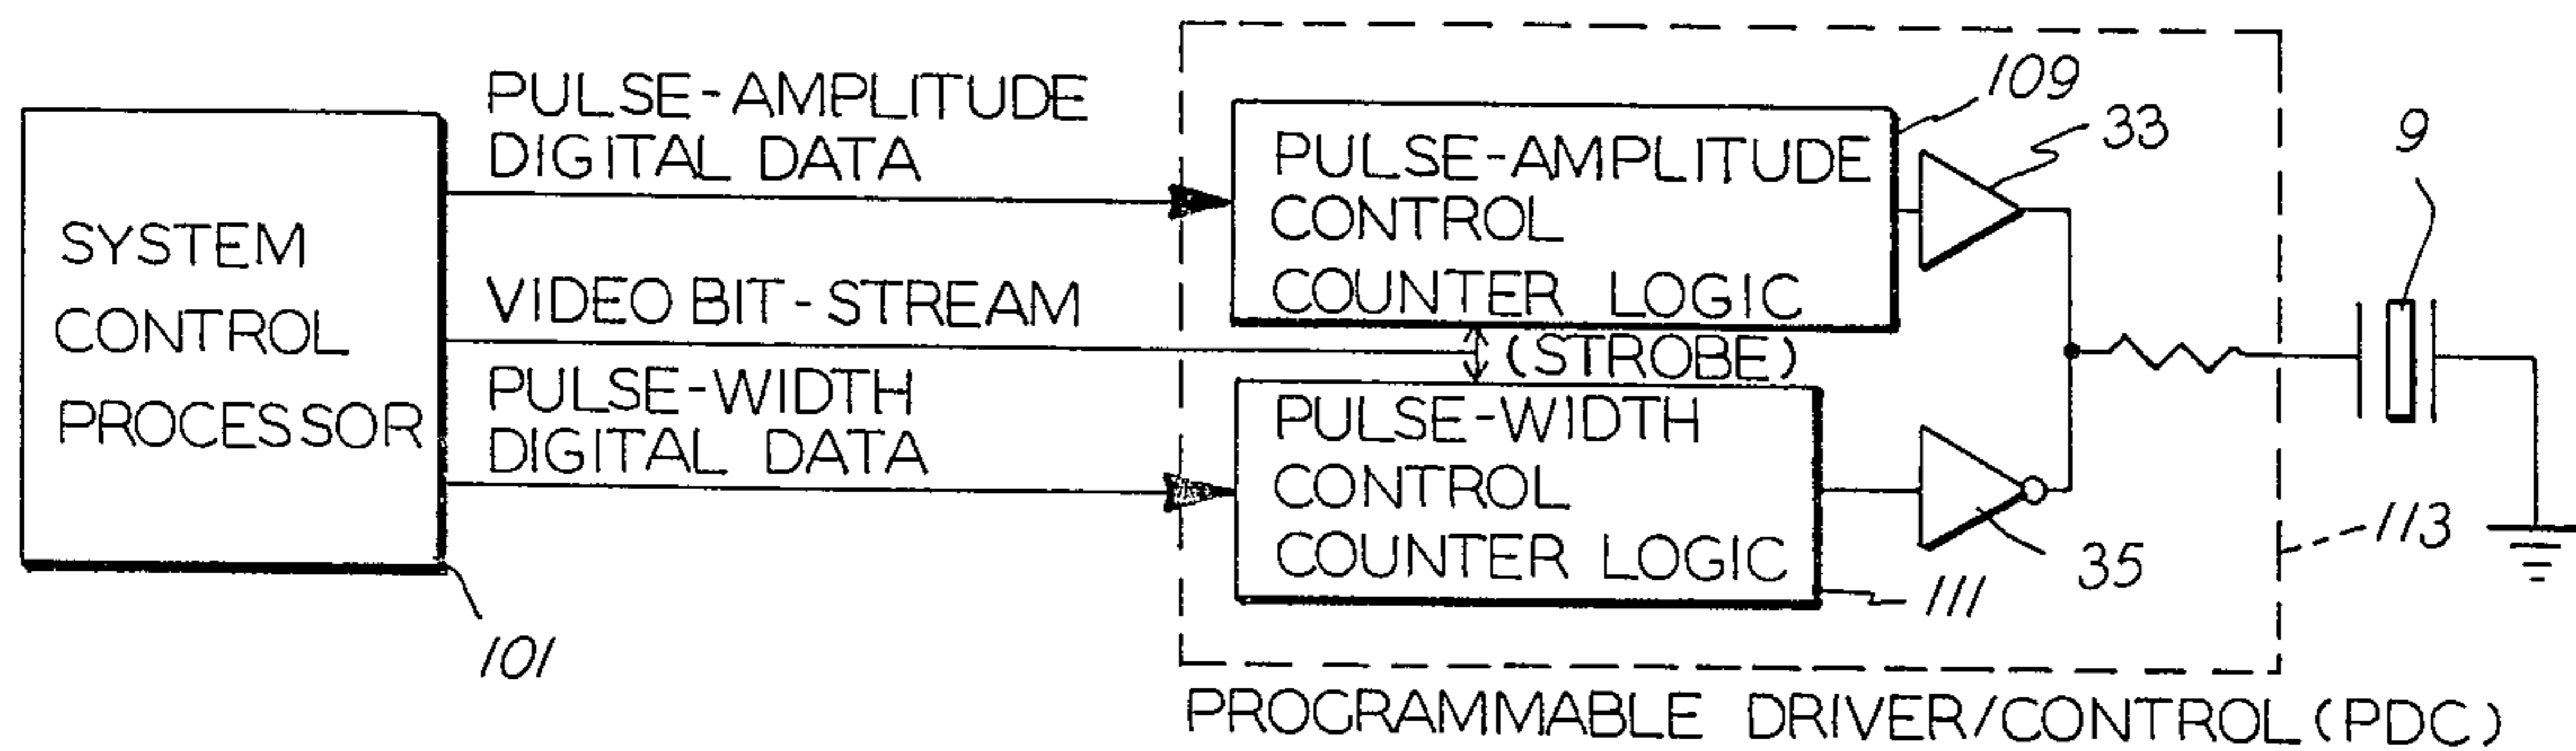 SYSTEM
CONTROL
PROCESSOR
101
PULSE-AMPLITUDE
DIGITAL DATA
VIDEO BIT-STREAM
PULSE-WIDTH
DIGITAL DATA
PULSE-AMPLITUDE
CONTROL
COUNTER LOGIC
109
33
9
(STROBE)
PULSE-WIDTH
CONTROL
COUNTER LOGIC
111
35
113
PROGRAMMABLE DRIVER/CONTROL (PDC)